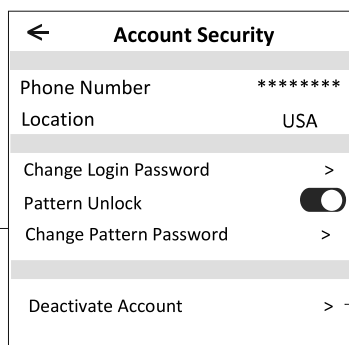 Account Security
Phone Number ********
Location USA
Change Login Password >
Pattern Unlock
Change Pattern Password >
Deactivate Account >